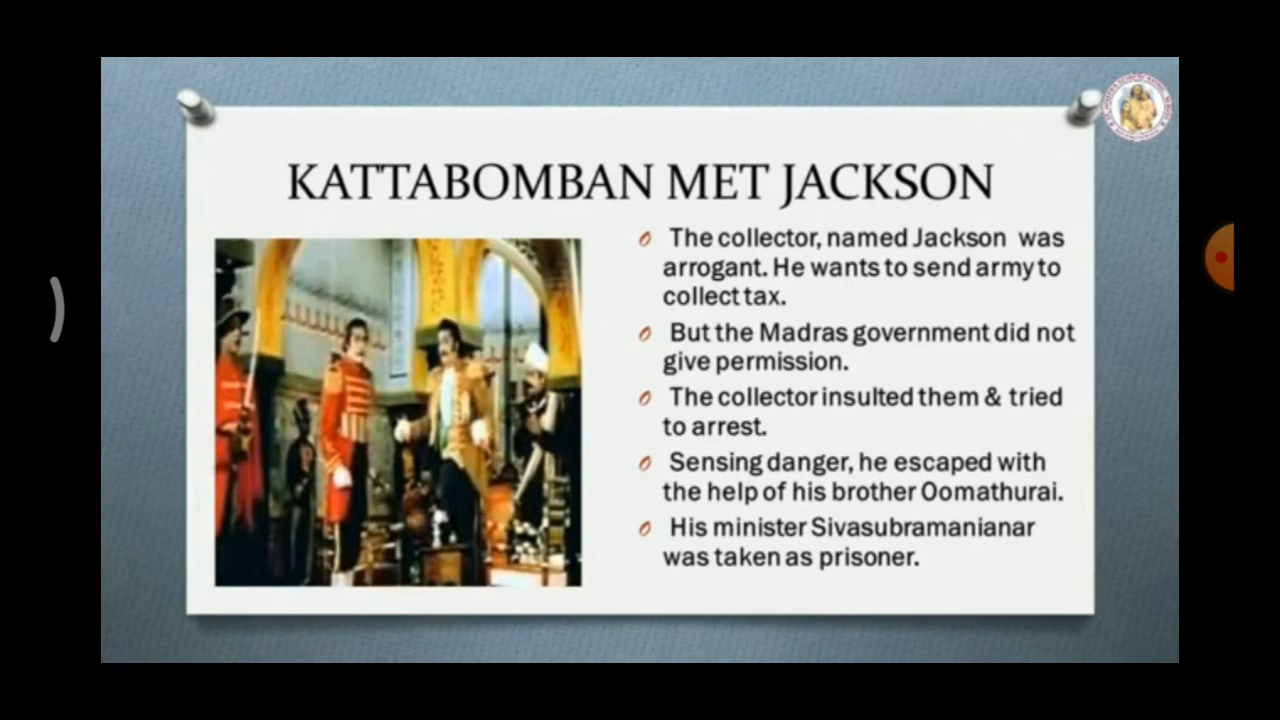 KATTABOMBAN MET JACKSON
The collector, named Jackson was
arrogant. He wants to send army to
collect tax.
But the Madras government did not
give permission.
The collector insulted them & tried
to arrest.
Sensing danger, he escaped with
the help of his brother Oomathurai.
His minister Sivasubramanianar
was taken as prisoner.